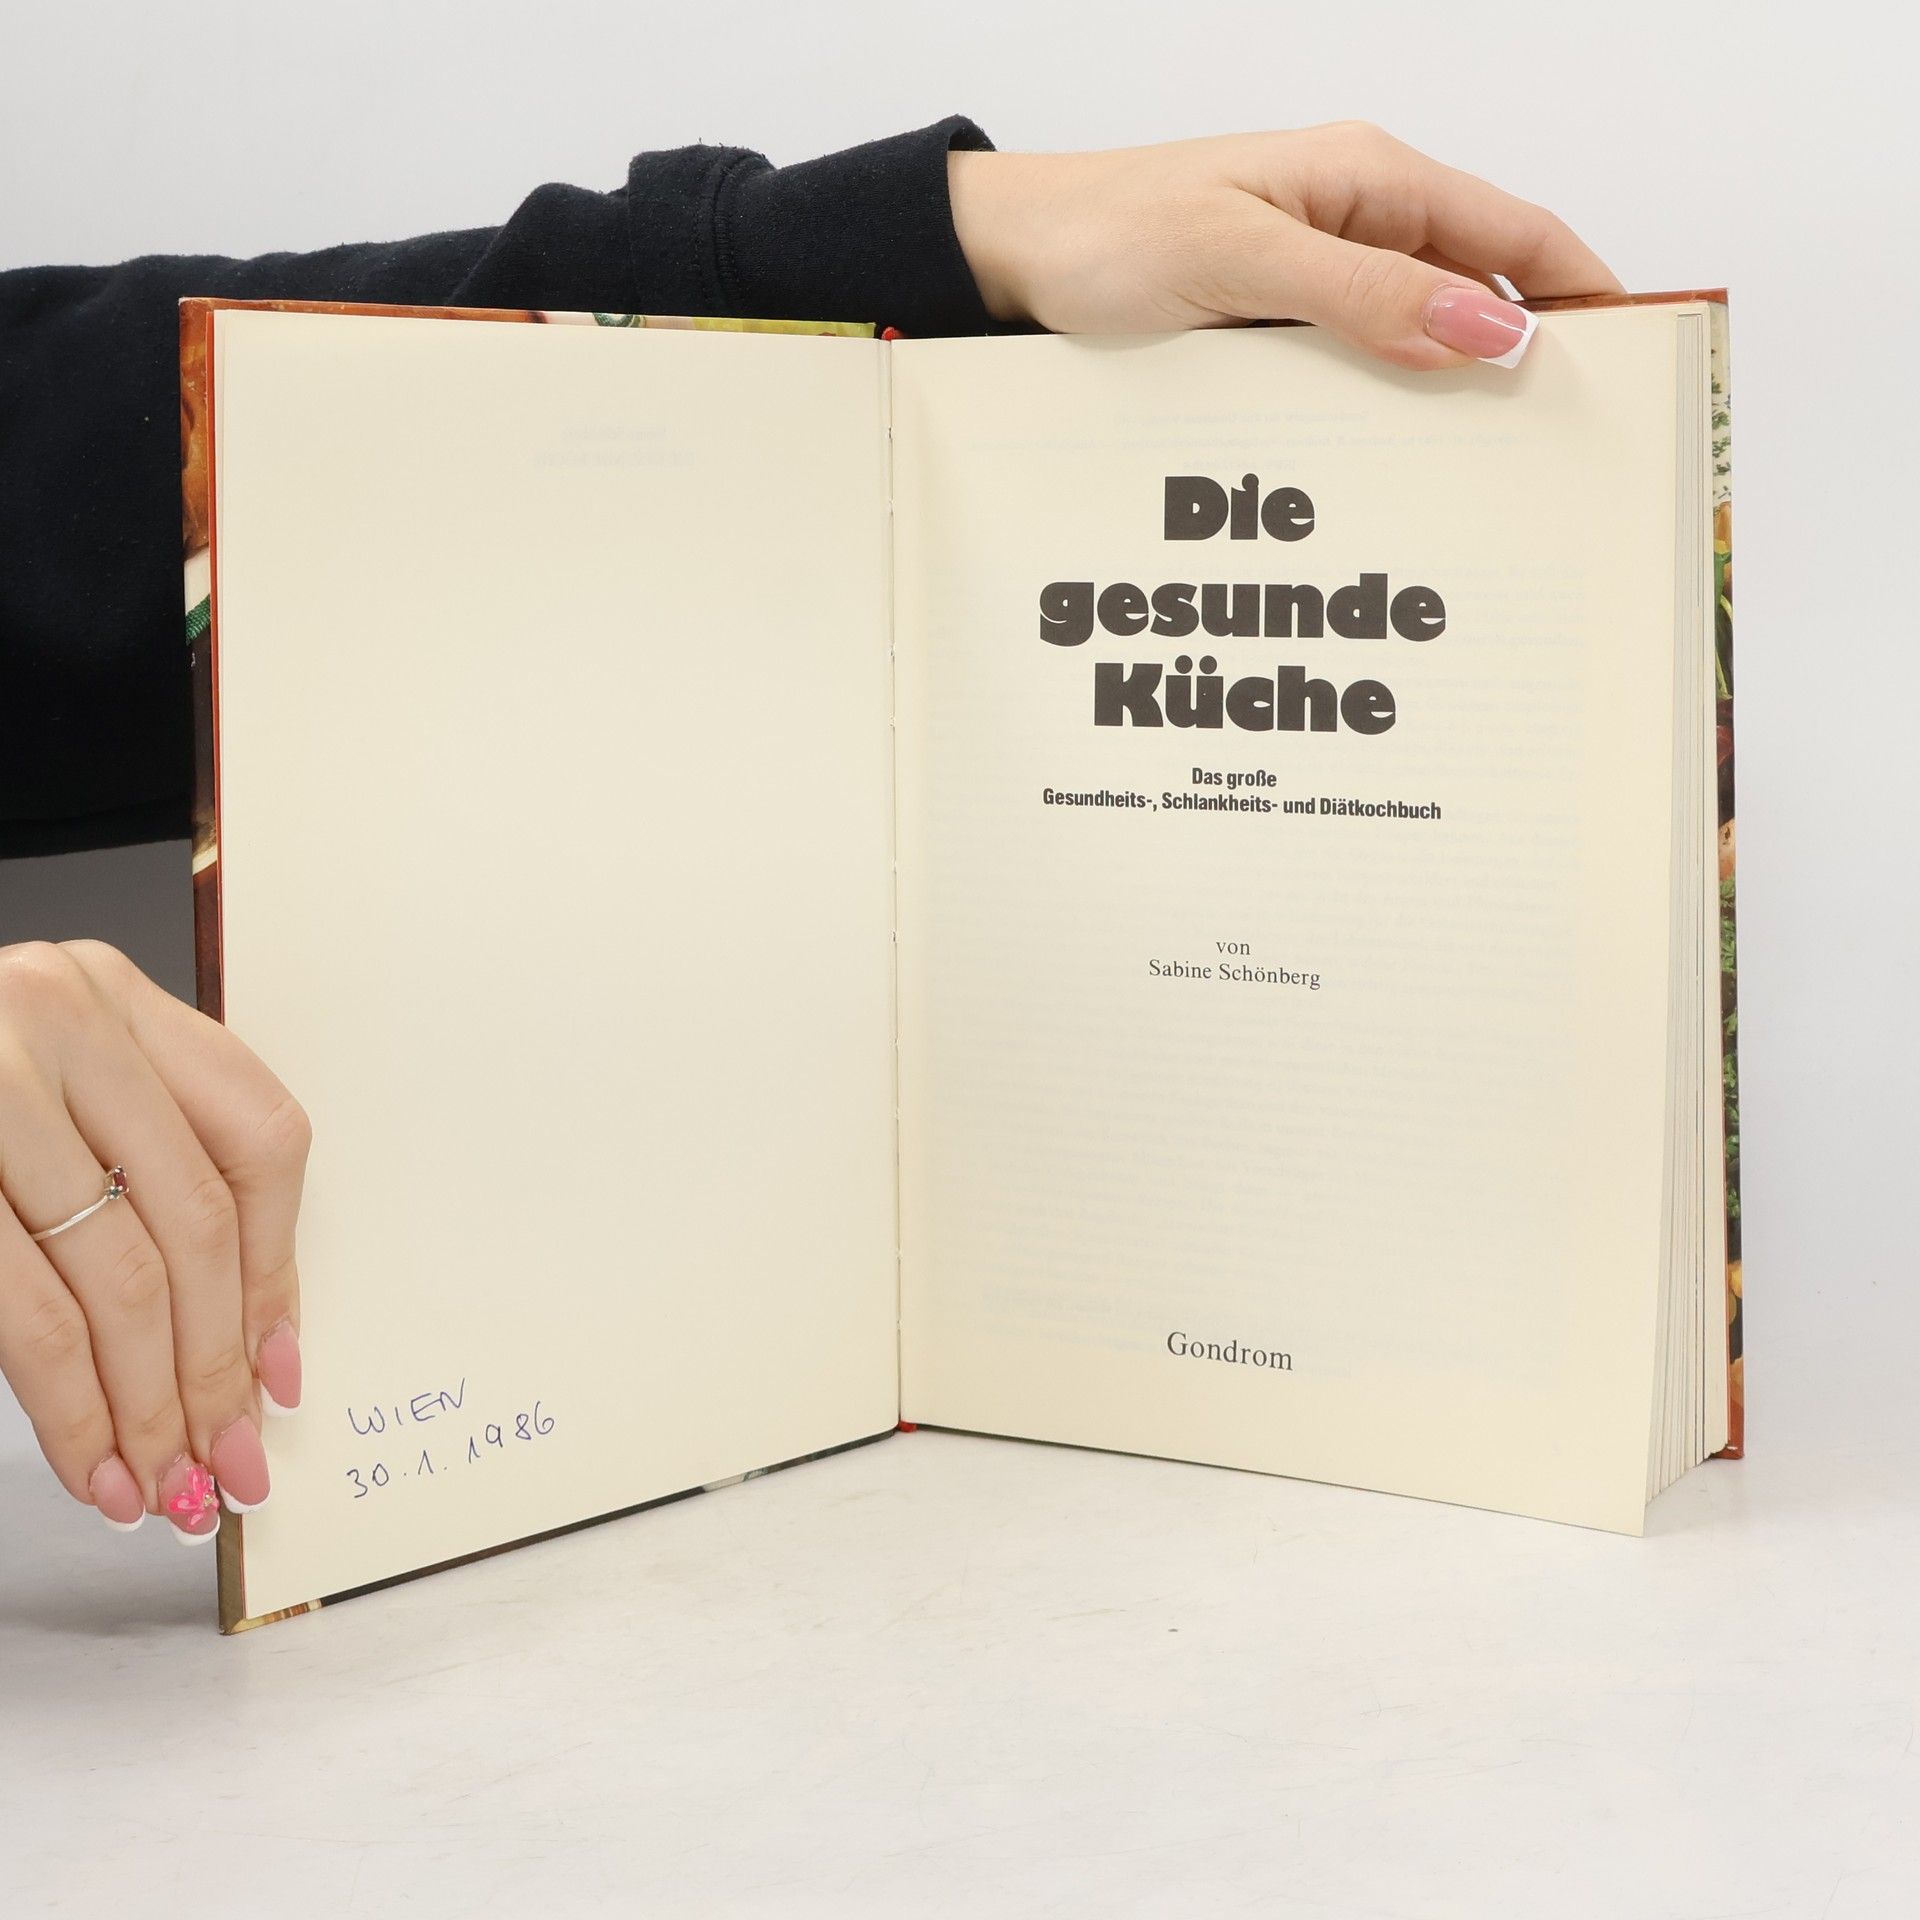 WIEN
30.1.1986
Die
gesunde
Küche
Das große
Gesundheits-, Schlankheits- und Diätkochbuch
von
Sabine Schönberg
Gondrom